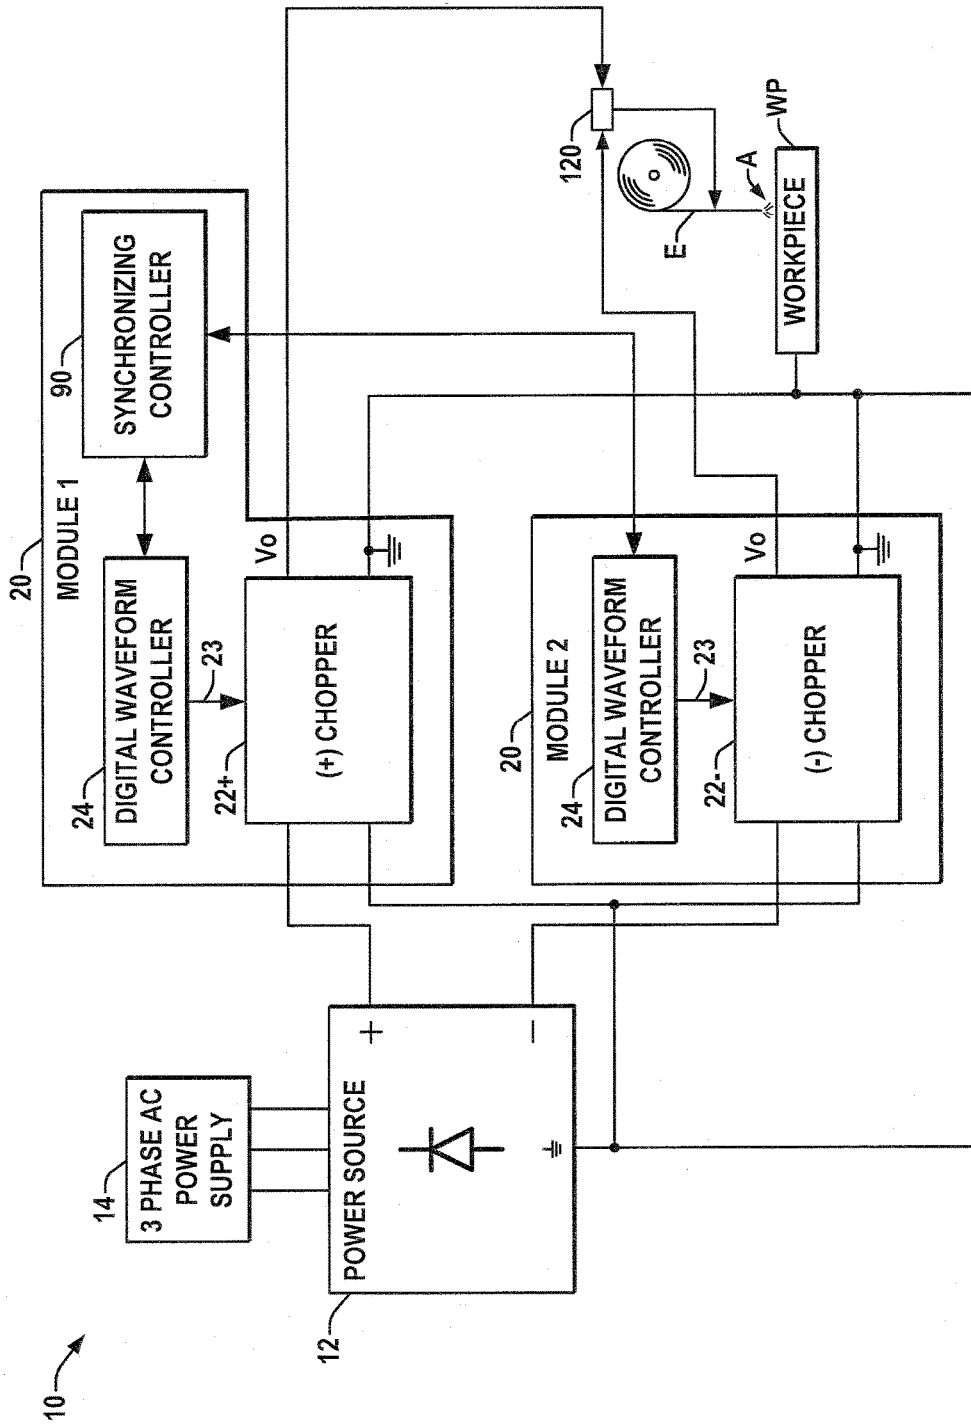 10
14
3 PHASE AC
POWER
SUPPLY
12
POWER SOURCE
+
−
20
MODULE 1
90
SYNCHRONIZING
CONTROLLER
24
DIGITAL WAVEFORM
CONTROLLER
23
22+
(+) CHOPPER
Vo
20
MODULE 2
24
DIGITAL WAVEFORM
CONTROLLER
23
22-
(-) CHOPPER
Vo
120
E
A
WP
WORKPIECE